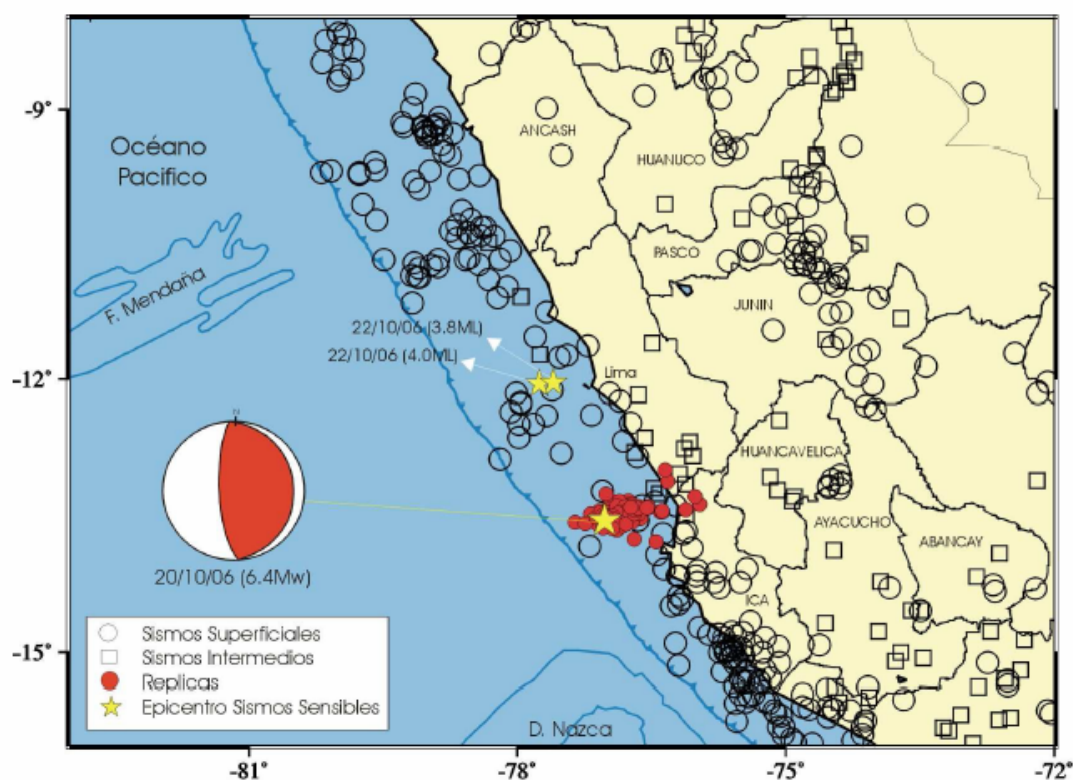 Océano
Pacifico
F. Mendaña
ANCASH
HUANUCO
PASCO
JUNIN
22/10/06 (3.8ML)
22/10/06 (4.0ML)
Lima
HUANCAVELICA
AYACUCHO
ABANCAY
ICA
N
20/10/06 (6.4Mw)
Sismos Superficiales
Sismos Intermedios
Replicas
Epicentro Sismos Sensibles
D. Nazca
-9°
-12°
-15°
-81°
-78°
-75°
-72°